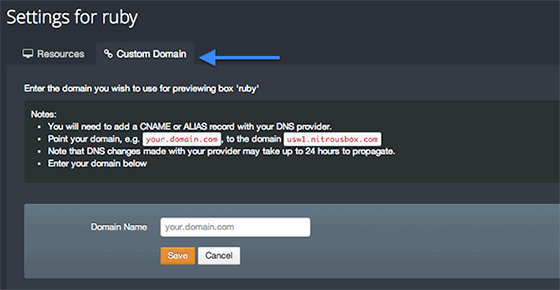 Settings for ruby
Resources
Custom Domain
Enter the domain you wish to use for previewing box 'ruby'
Notes:
• You will need to add a CNAME or ALIAS record with your DNS provider.
• Point your domain, e.g. your.domain.com, to the domain usw1.nitrousbox.com
• Note that DNS changes made with your provider may take up to 24 hours to propagate.
• Enter your domain below
Domain Name your.domain.com
Save Cancel